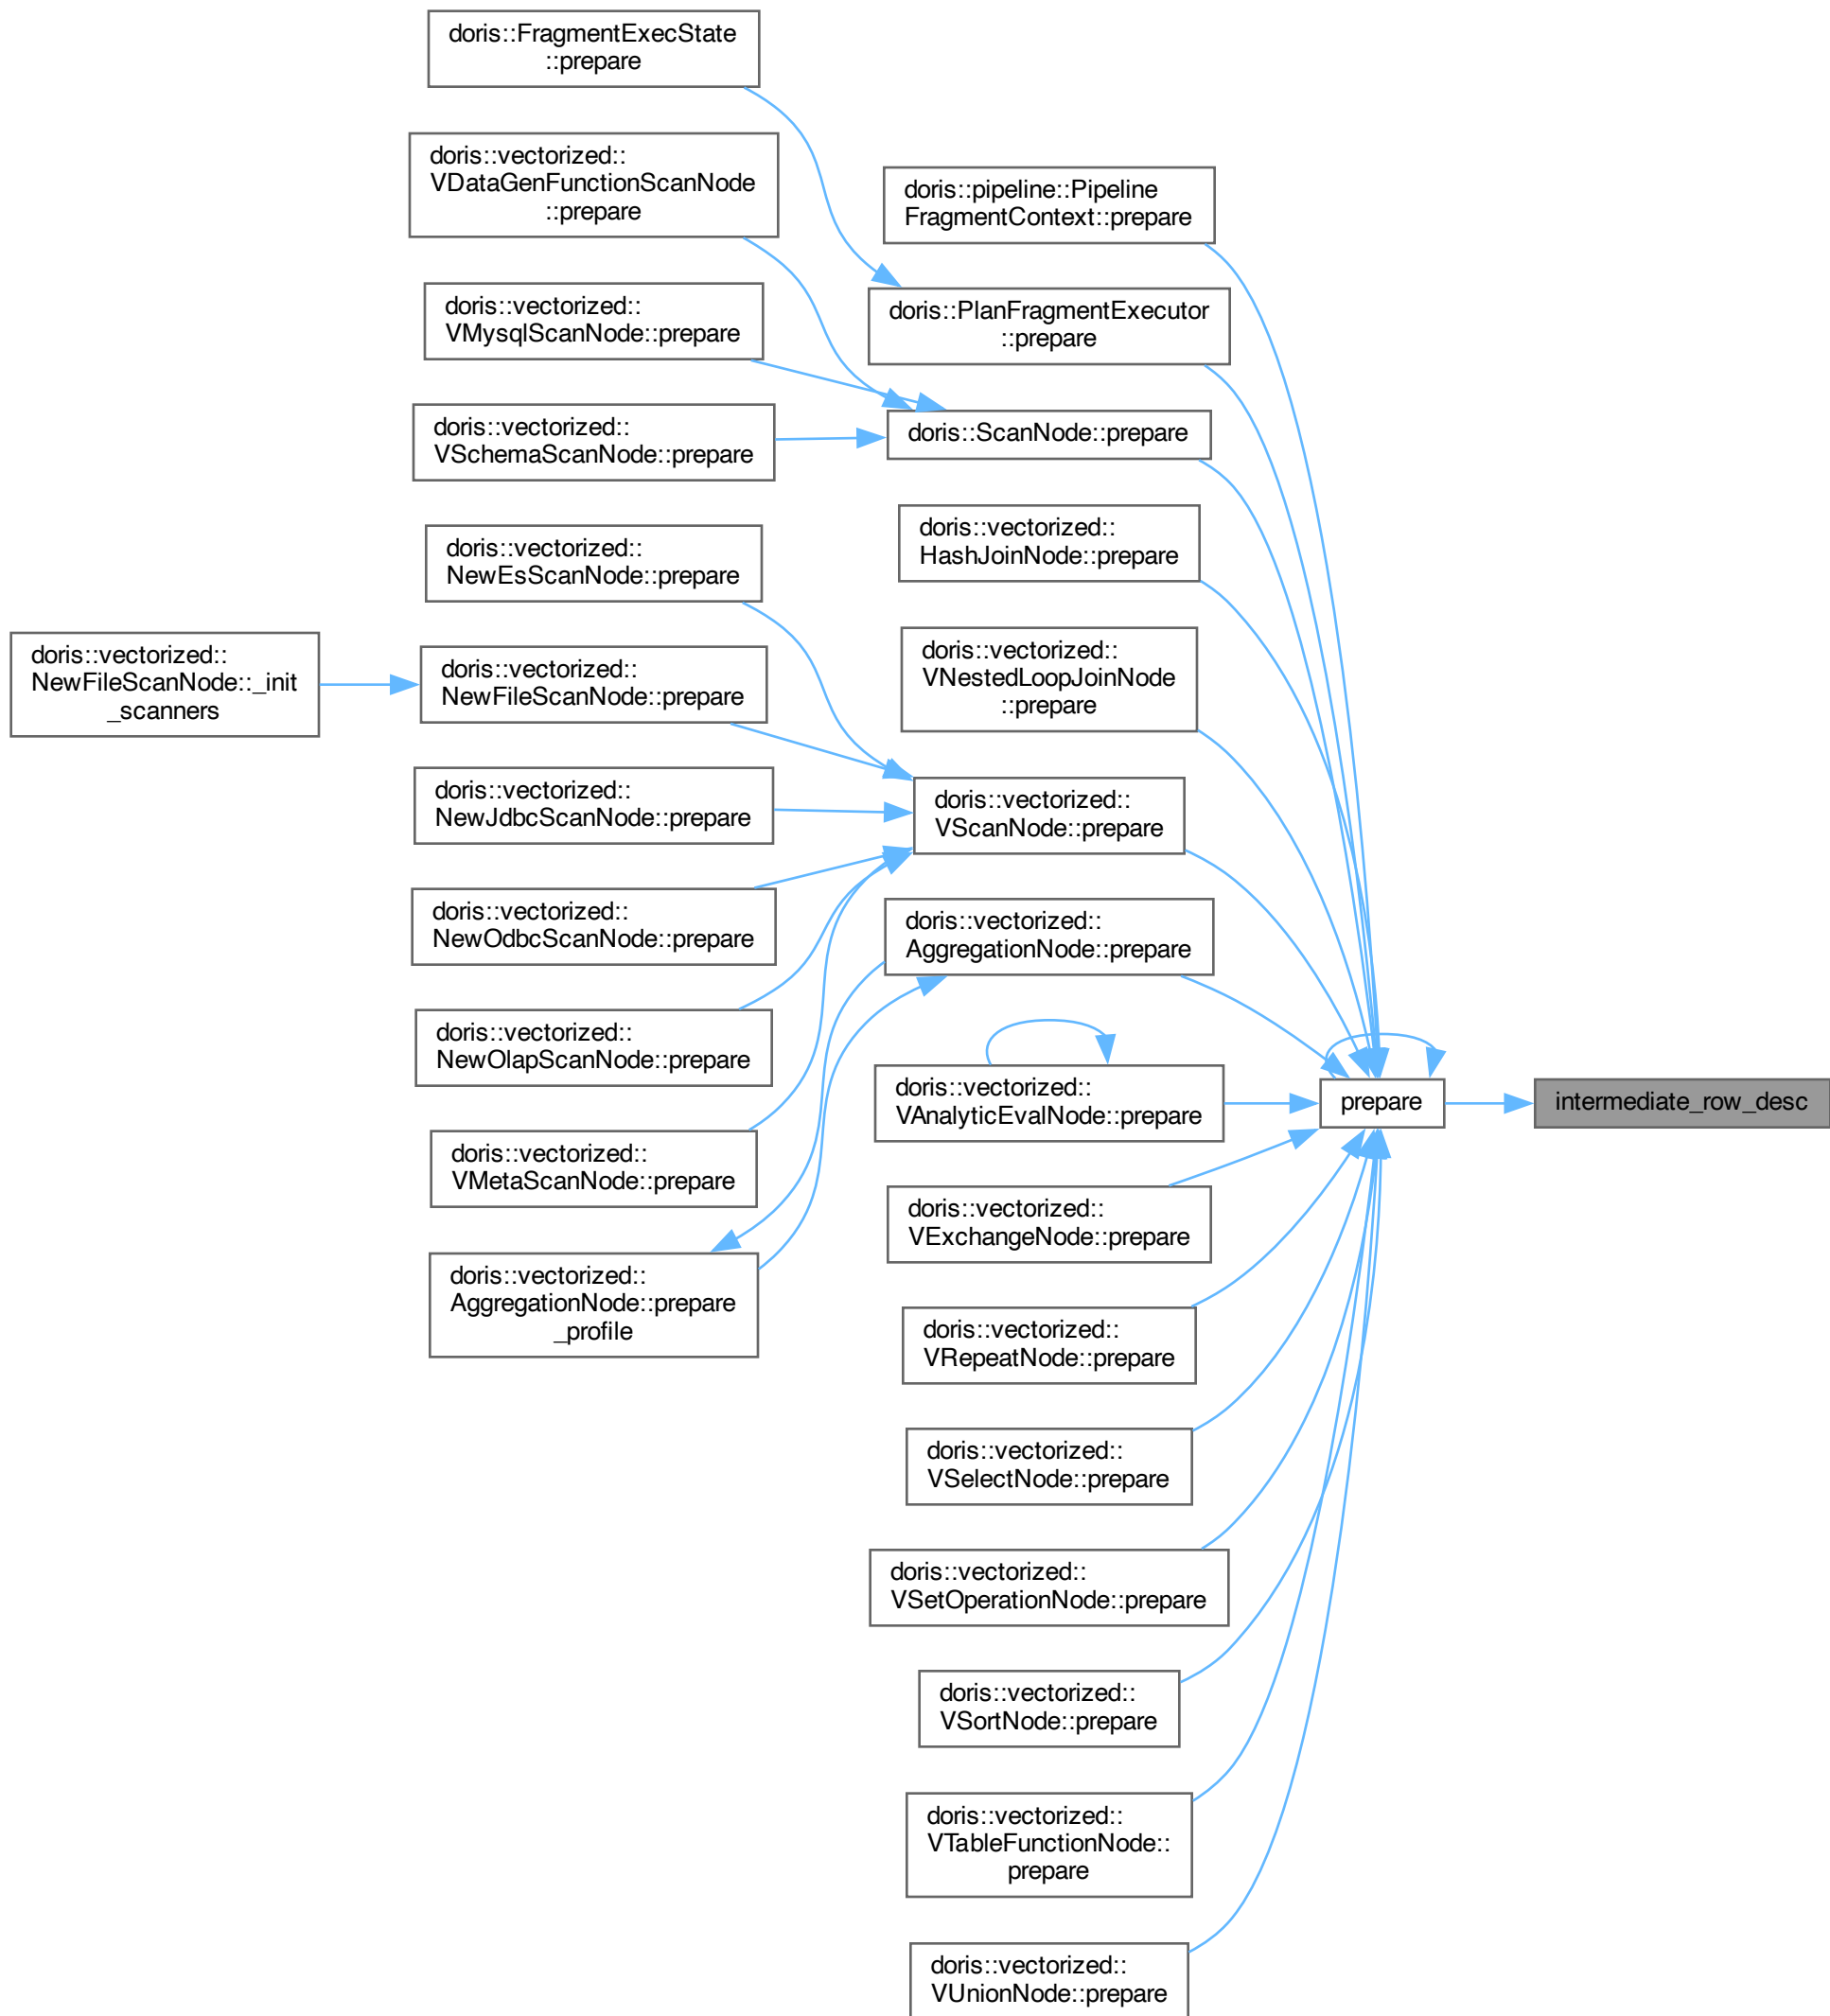 doris::FragmentExecState
::prepare
doris::vectorized::
VDataGenFunctionScanNode
::prepare
doris::pipeline::Pipeline
FragmentContext::prepare
doris::vectorized::
VMysqlScanNode::prepare
doris::PlanFragmentExecutor
::prepare
doris::vectorized::
VSchemaScanNode::prepare
doris::ScanNode::prepare
doris::vectorized::
NewEsScanNode::prepare
doris::vectorized::
HashJoinNode::prepare
doris::vectorized::
NewFileScanNode::_init
_scanners
doris::vectorized::
NewFileScanNode::prepare
doris::vectorized::
VNestedLoopJoinNode
::prepare
doris::vectorized::
NewJdbcScanNode::prepare
doris::vectorized::
VScanNode::prepare
doris::vectorized::
NewOdbcScanNode::prepare
doris::vectorized::
AggregationNode::prepare
doris::vectorized::
NewOlapScanNode::prepare
doris::vectorized::
VAnalyticEvalNode::prepare
prepare
intermediate_row_desc
doris::vectorized::
VMetaScanNode::prepare
doris::vectorized::
VExchangeNode::prepare
doris::vectorized::
AggregationNode::prepare
_profile
doris::vectorized::
VRepeatNode::prepare
doris::vectorized::
VSelectNode::prepare
doris::vectorized::
VSetOperationNode::prepare
doris::vectorized::
VSortNode::prepare
doris::vectorized::
VTableFunctionNode::
prepare
doris::vectorized::
VUnionNode::prepare